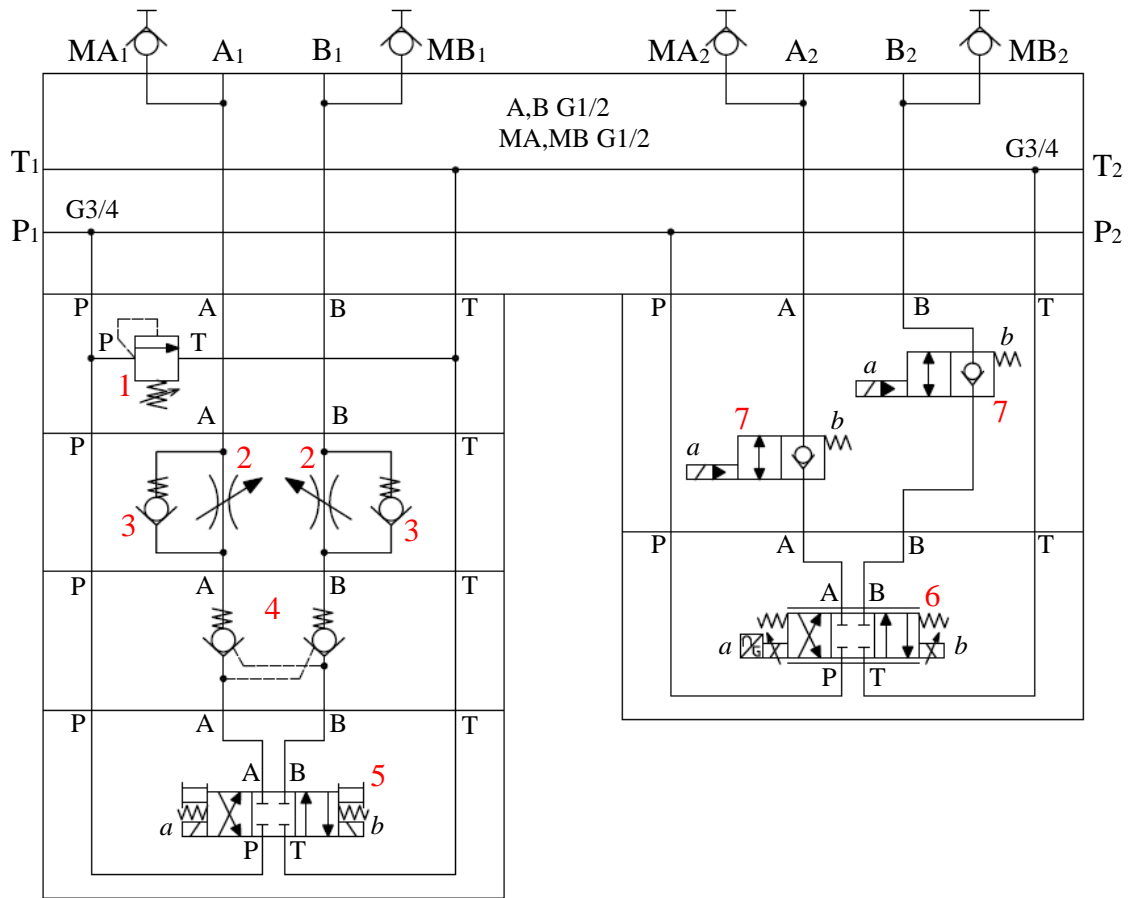 MA1 A1 B1 MB1 MA2 A2 B2 MB2
A,B G1/2
MA,MB G1/2
T1 G3/4 T2
G3/4
P1 P2
P A B T P A B T
P T
1
a b
7
A B
a b
7
P T
2 2
3 3
P A B T
A B
6
P A B T
4
a b
P T
P A B T
A B
5
a b
P T